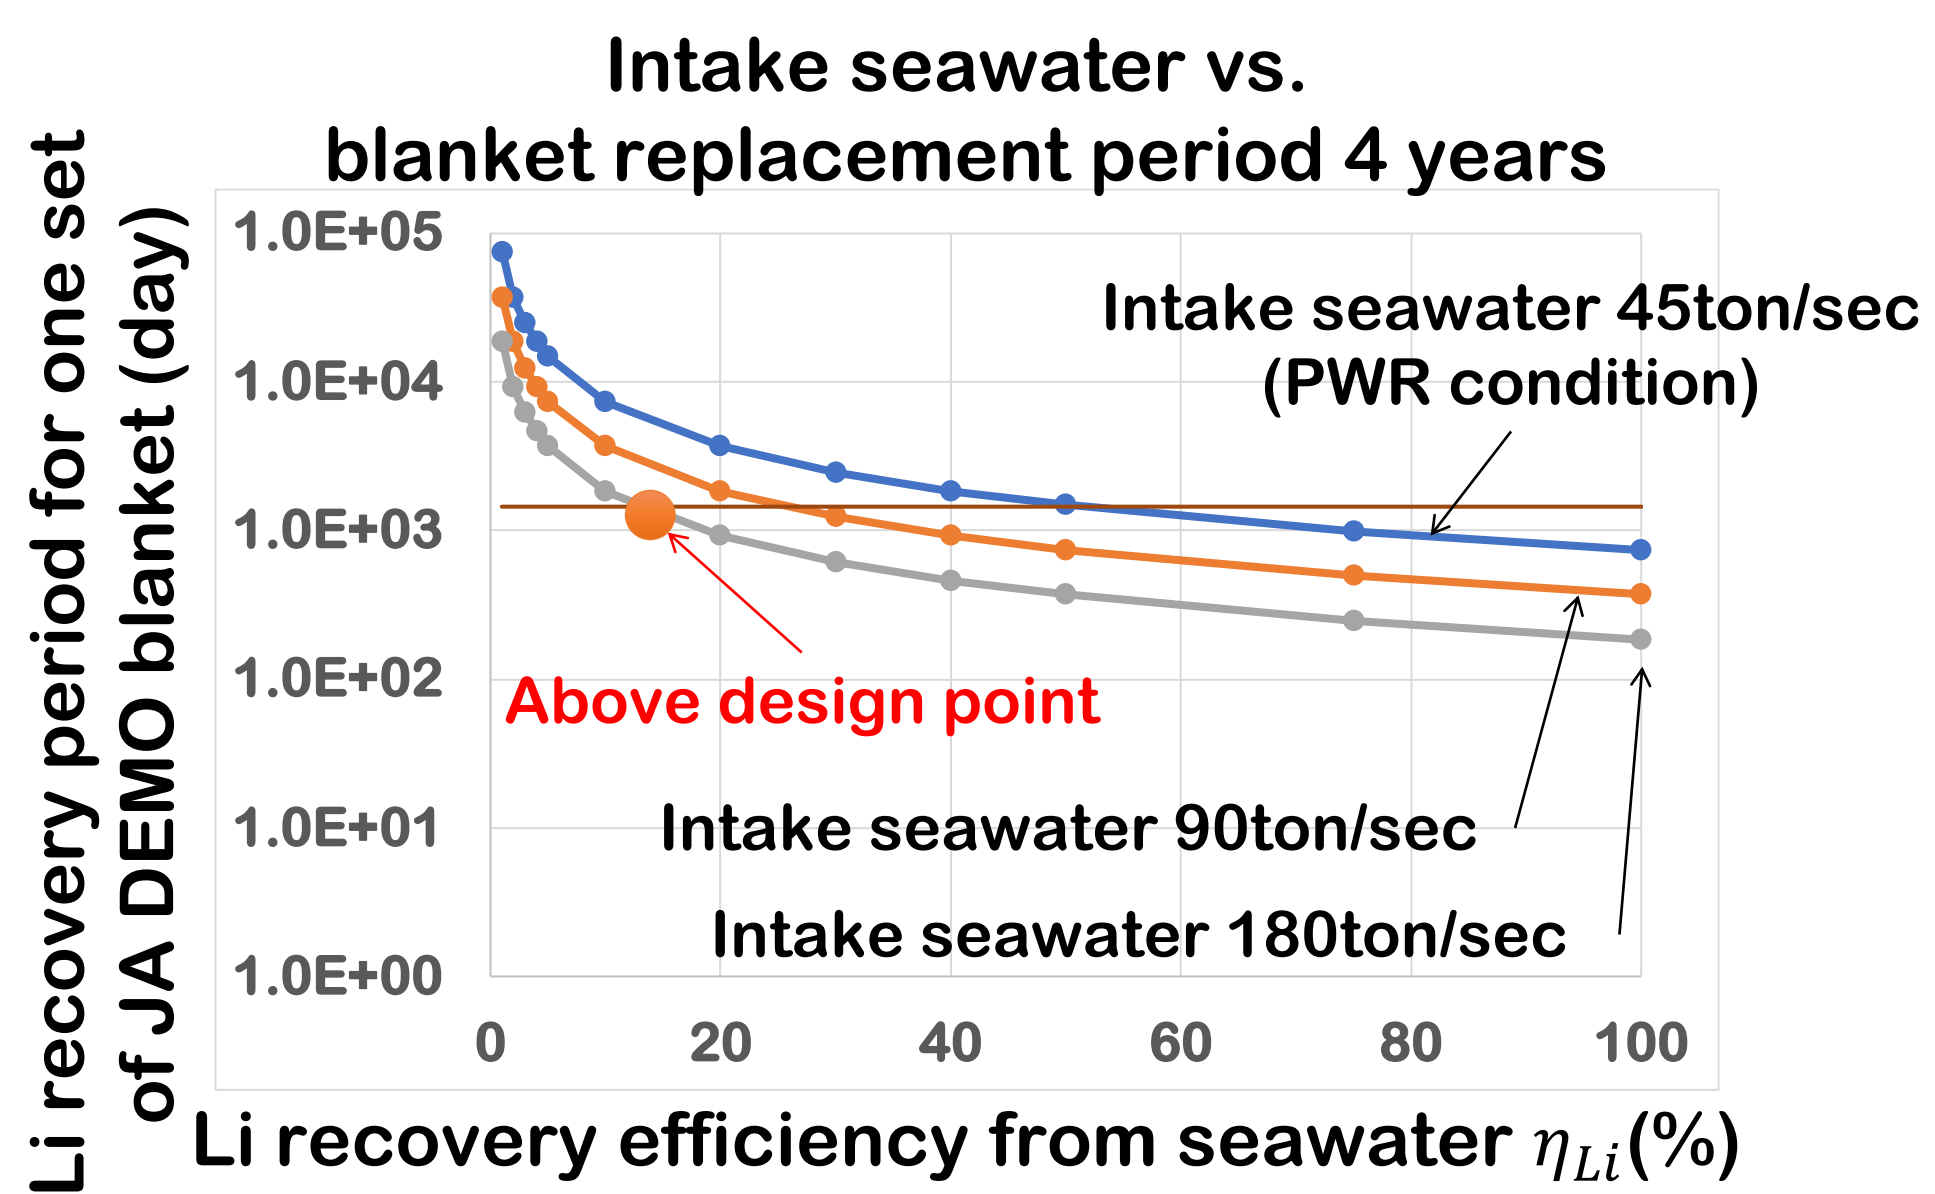 Intake seawater vs.
blanket replacement period 4 years
Li recovery period for one set
of JA DEMO blanket (day)
1.0E+05
1.0E+04
1.0E+03
1.0E+02
1.0E+01
1.0E+00
Intake seawater 45ton/sec
(PWR condition)
Above design point
Intake seawater 90ton/sec
Intake seawater 180ton/sec
0 20 40 60 80 100
Li recovery efficiency from seawater η_Li(%)